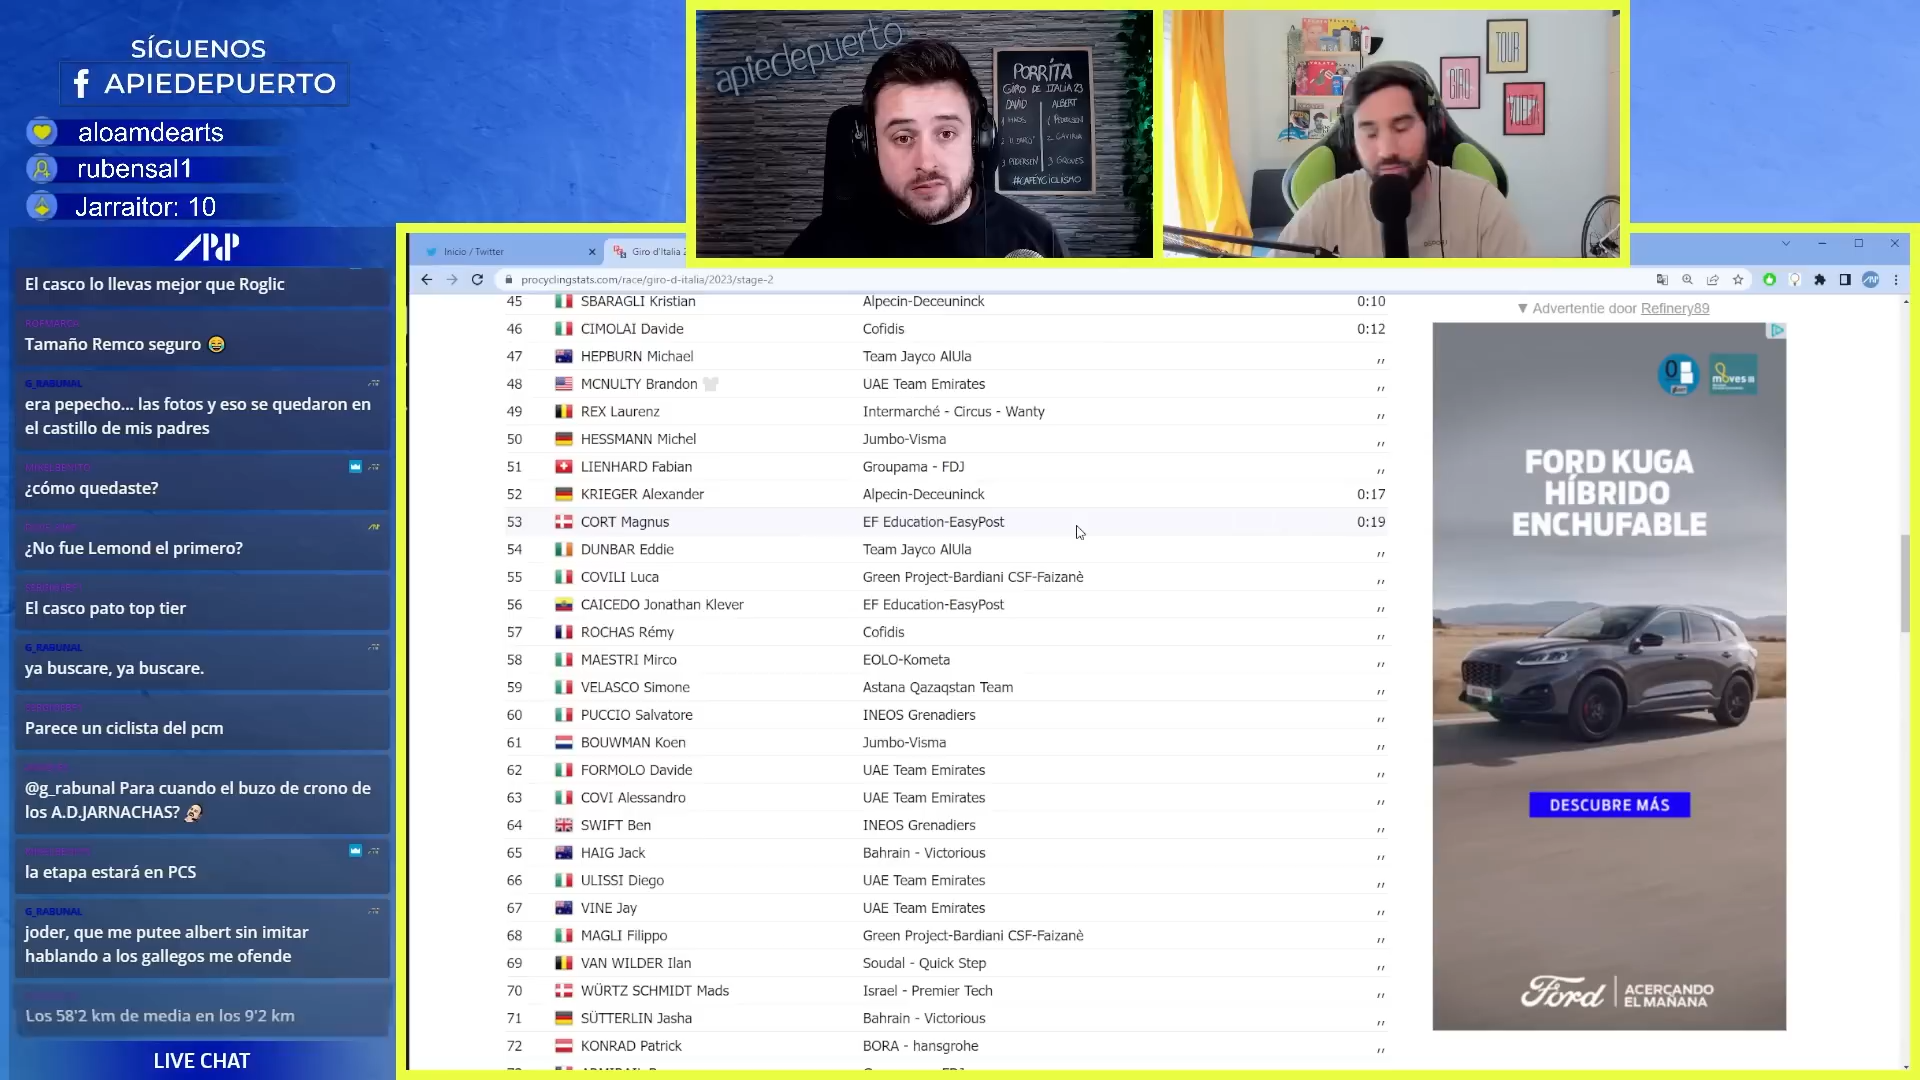 SÍGUENOS
APIEDEPUERTO
aloamdearts
rubensal1
Jarraitor: 10
El casco lo llevas mejor que Roglic
Tamaño Remco seguro 😂
G_RABUNAL
era pepecho... las fotos y eso se quedaron en
el castillo de mis padres
¿cómo quedaste?
¿No fue Lemond el primero?
El casco pato top tier
G_RABUNAL
ya buscare, ya buscare.
Parece un ciclista del pcm
@g_rabunal Para cuando el buzo de crono de
los A.D.JARNACHAS?
la etapa estará en PCS
G_RABUNAL
joder, que me putee albert sin imitar
hablando a los gallegos me ofende
Los 58'2 km de media en los 9'2 km
LIVE CHAT
apiedepuerto
PORRITA
GIRO DE ITALIA 23
DAVID ALBERT
3 PEDERSEN 3 GROVES
#CAFÉYCICLISMO
TOUR
GIRO
Inicio / Twitter
Giro d'Italia 2
procyclingstats.com/race/giro-d-italia/2023/stage-2
45 SBARAGLI Kristian Alpecin-Deceuninck 0:10
46 CIMOLAI Davide Cofidis 0:12
47 HEPBURN Michael Team Jayco AlUla ,,
48 MCNULTY Brandon UAE Team Emirates ,,
49 REX Laurenz Intermarché - Circus - Wanty ,,
50 HESSMANN Michel Jumbo-Visma ,,
51 LIENHARD Fabian Groupama - FDJ ,,
52 KRIEGER Alexander Alpecin-Deceuninck 0:17
53 CORT Magnus EF Education-EasyPost 0:19
54 DUNBAR Eddie Team Jayco AlUla ,,
55 COVILI Luca Green Project-Bardiani CSF-Faizanè ,,
56 CAICEDO Jonathan Klever EF Education-EasyPost ,,
57 ROCHAS Rémy Cofidis ,,
58 MAESTRI Mirco EOLO-Kometa ,,
59 VELASCO Simone Astana Qazaqstan Team ,,
60 PUCCIO Salvatore INEOS Grenadiers ,,
61 BOUWMAN Koen Jumbo-Visma ,,
62 FORMOLO Davide UAE Team Emirates ,,
63 COVI Alessandro UAE Team Emirates ,,
64 SWIFT Ben INEOS Grenadiers ,,
65 HAIG Jack Bahrain - Victorious ,,
66 ULISSI Diego UAE Team Emirates ,,
67 VINE Jay UAE Team Emirates ,,
68 MAGLI Filippo Green Project-Bardiani CSF-Faizanè ,,
69 VAN WILDER Ilan Soudal - Quick Step ,,
70 WÜRTZ SCHMIDT Mads Israel - Premier Tech ,,
71 SÜTTERLIN Jasha Bahrain - Victorious ,,
72 KONRAD Patrick BORA - hansgrohe ,,
▼ Advertentie door Refinery89
0
moves III
FORD KUGA
HÍBRIDO
ENCHUFABLE
DESCUBRE MÁS
Ford
ACERCANDO
EL MAÑANA